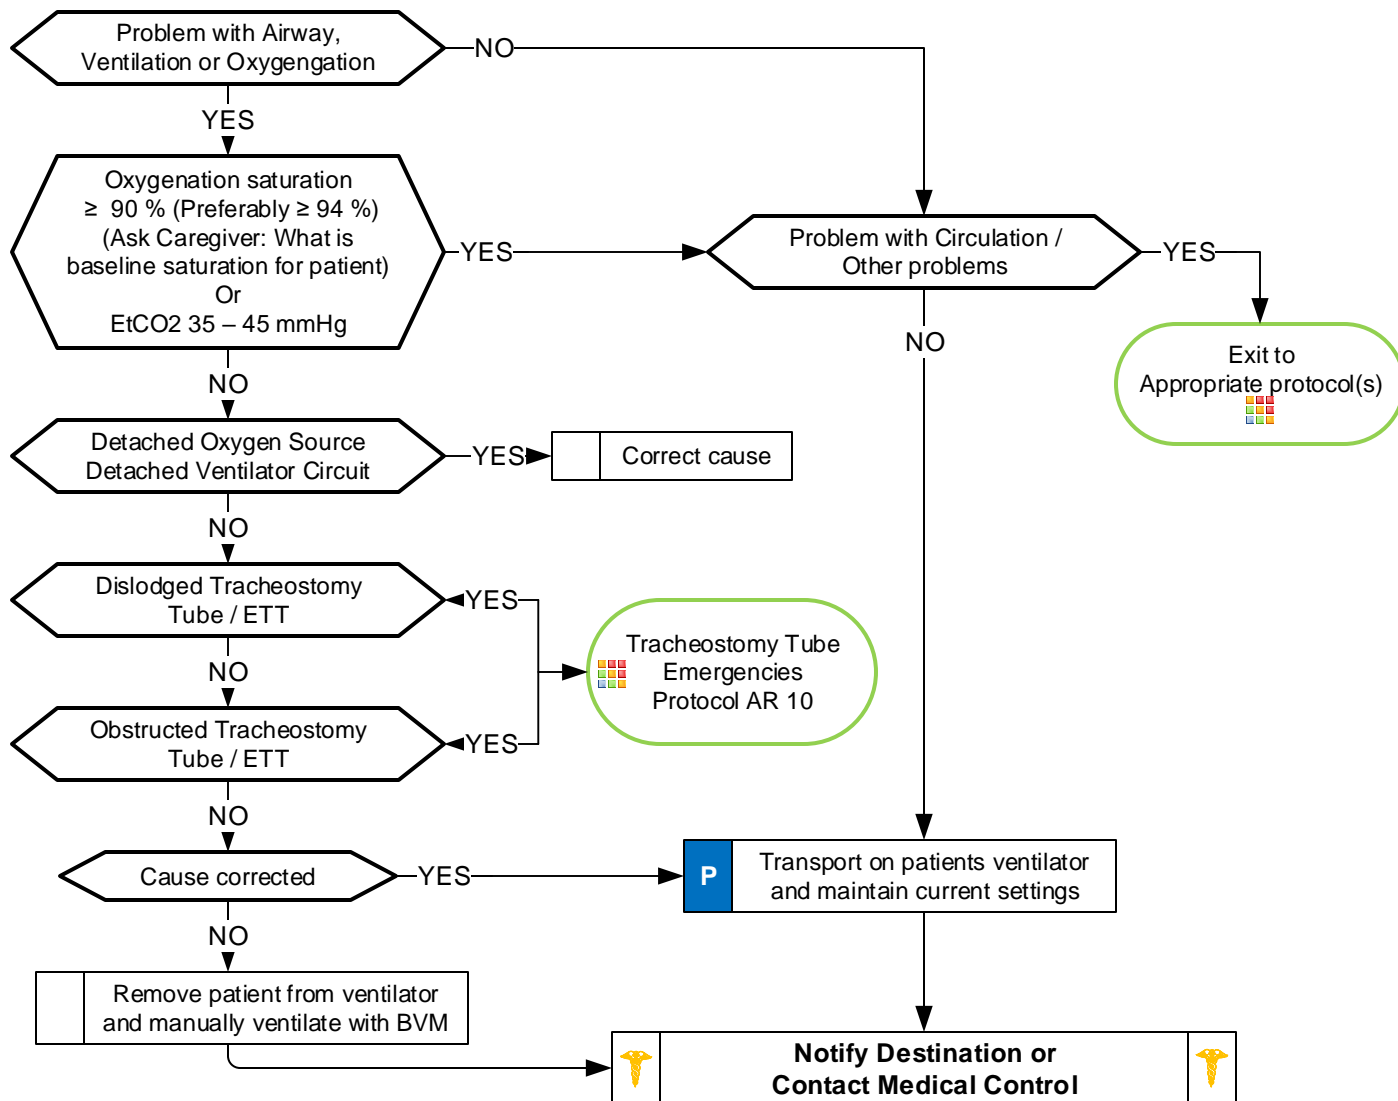 Problem with Airway,
Ventilation or Oxygengation
NO
YES
Oxygenation saturation
≥ 90 % (Preferably ≥ 94 %)
(Ask Caregiver: What is
baseline saturation for patient)
Or
EtCO2 35 – 45 mmHg
YES
Problem with Circulation /
Other problems
YES
NO
Exit to
Appropriate protocol(s)
NO
Detached Oxygen Source
Detached Ventilator Circuit
YES
Correct cause
NO
Dislodged Tracheostomy
Tube / ETT
YES
Tracheostomy Tube
Emergencies
Protocol AR 10
NO
Obstructed Tracheostomy
Tube / ETT
YES
NO
Cause corrected
YES
P
Transport on patients ventilator
and maintain current settings
NO
Remove patient from ventilator
and manually ventilate with BVM
Notify Destination or
Contact Medical Control